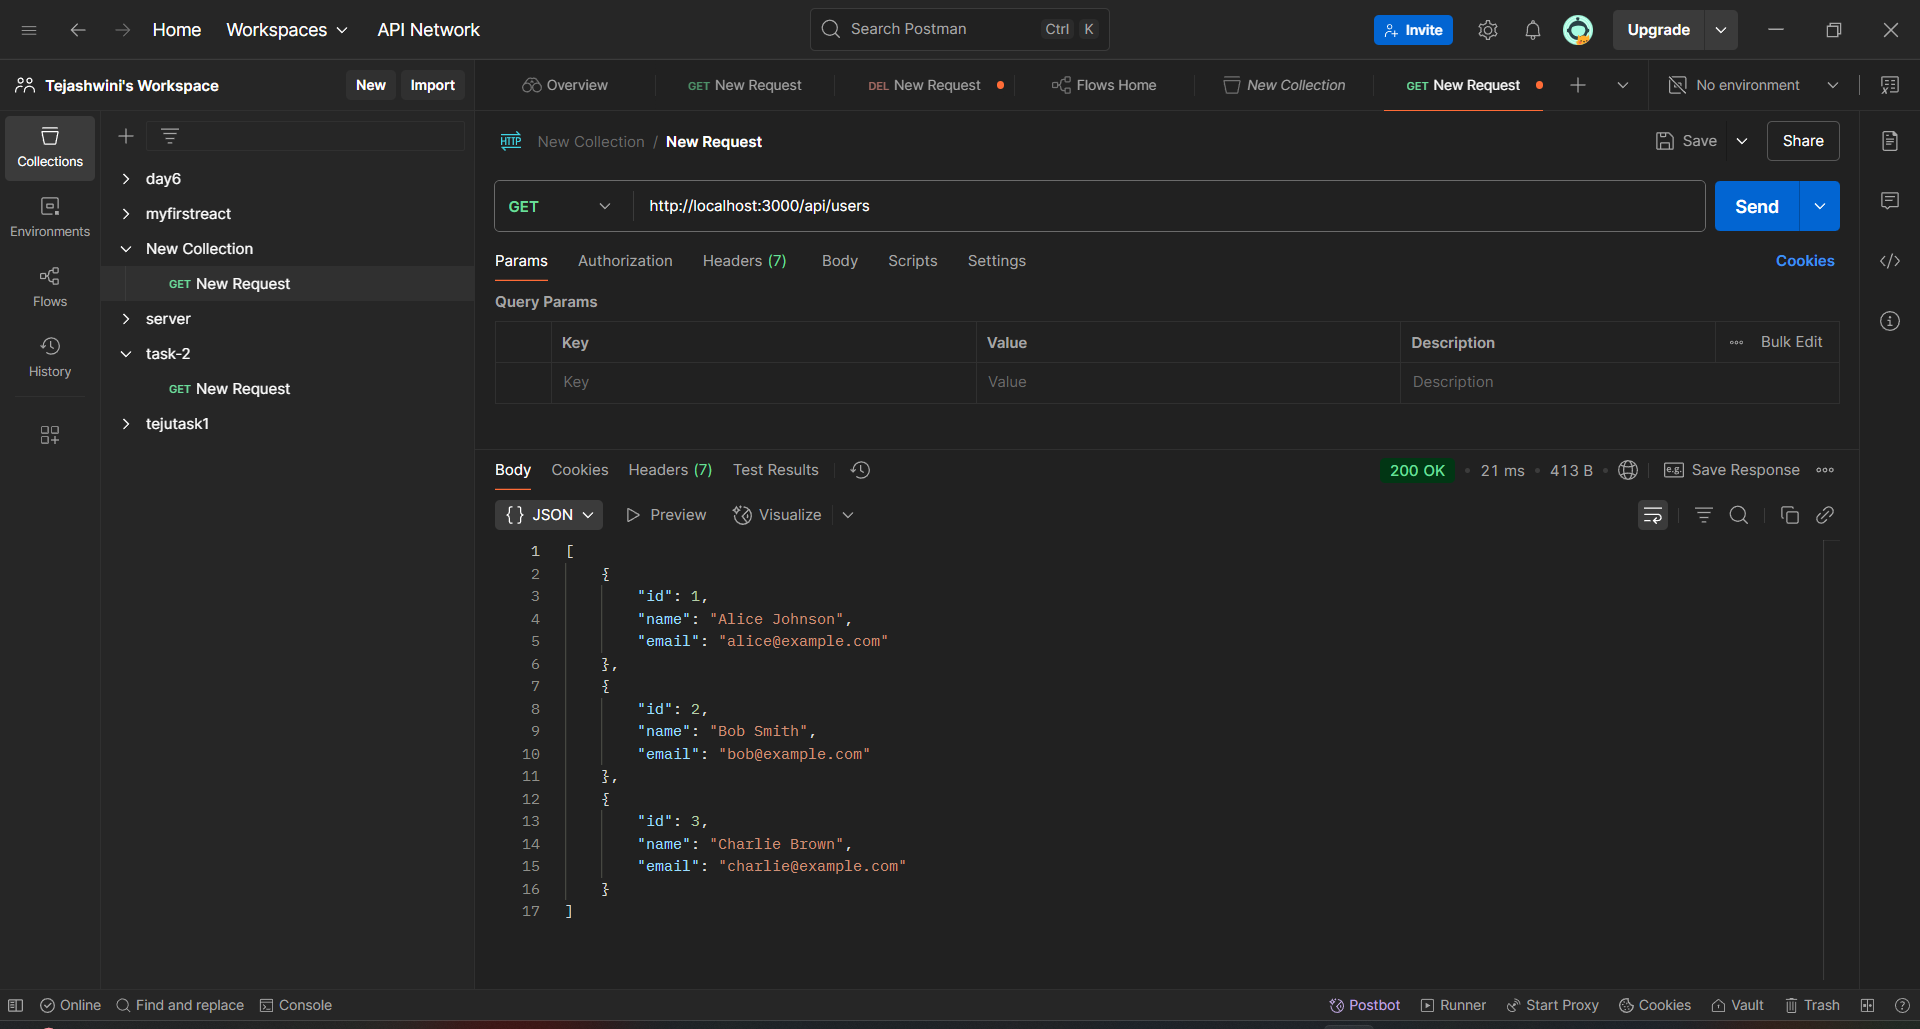 Home Workspaces API Network Search Postman Ctrl K Invite Upgrade
Tejashwini's Workspace New Import Overview GET New Request DEL New Request Flows Home New Collection GET New Request No environment
HTTP New Collection / New Request Save Share
Collections
Environments
Flows
History
day6
myfirstreact
New Collection
GET New Request
server
task-2
GET New Request
tejutask1
GET http://localhost:3000/api/users Send
Params Authorization Headers (7) Body Scripts Settings Cookies
Query Params
Key Value Description Bulk Edit
Key Value Description
Body Cookies Headers (7) Test Results 200 OK 21 ms 413 B e.g. Save Response
{} JSON Preview Visualize
1 [
2 {
3 "id": 1,
4 "name": "Alice Johnson",
5 "email": "alice@example.com"
6 },
7 {
8 "id": 2,
9 "name": "Bob Smith",
10 "email": "bob@example.com"
11 },
12 {
13 "id": 3,
14 "name": "Charlie Brown",
15 "email": "charlie@example.com"
16 }
17 ]
Online Find and replace Console Postbot Runner Start Proxy Cookies Vault Trash